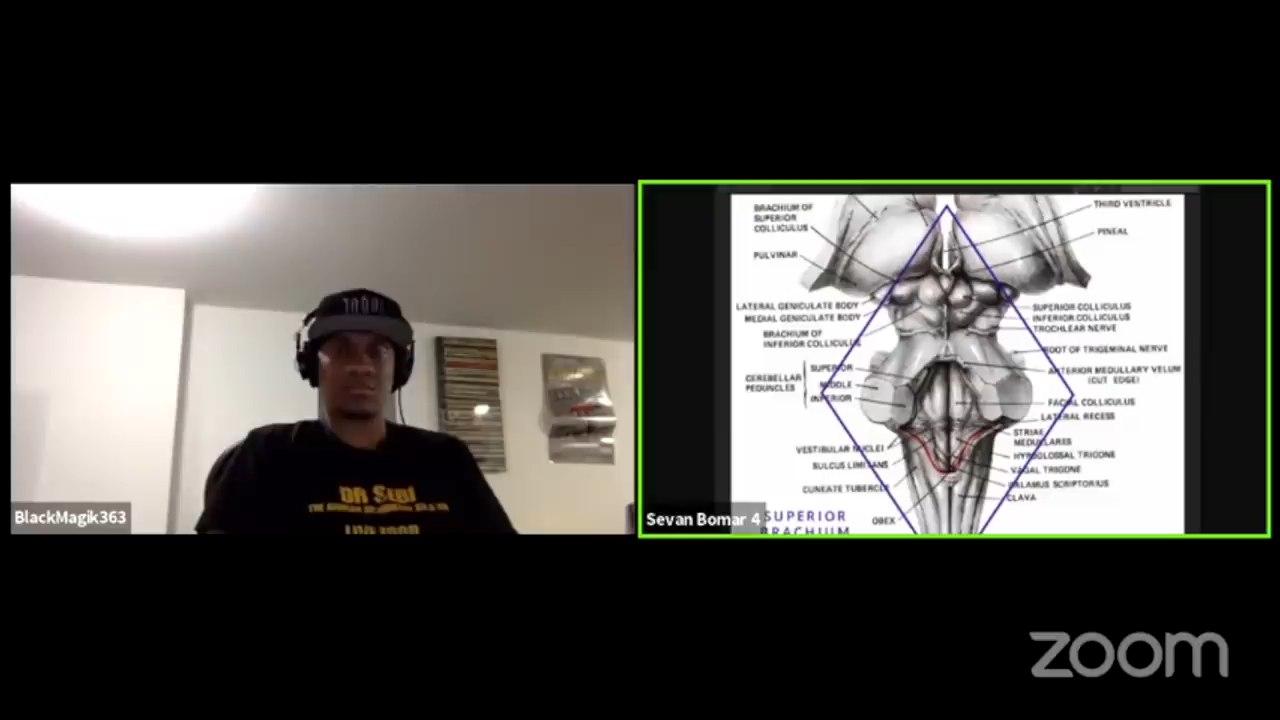 BRACHIUM OF
SUPERIOR
COLLICULUS
PULVINAR
LATERAL GENICULATE BODY
MEDIAL GENICULATE BODY
BRACHIUM OF
INFERIOR COLLICULUS
CEREBELLAR
PEDUNCLES
SUPERIOR
MIDDLE
INFERIOR
VESTIBULAR NUCLEI
SULCUS LIMITANS
CUNEATE TUBERCLE
OBEX
THIRD VENTRICLE
PINEAL
SUPERIOR COLLICULUS
INFERIOR COLLICULUS
TROCHLEAR NERVE
ROOT OF TRIGEMINAL NERVE
ANTERIOR MEDULLARY VELUM
(CUT EDGE)
FACIAL COLLICULUS
LATERAL RECESS
STRIAE
MEDULLARES
HYPOGLOSSAL TRIGONE
VAGAL TRIGONE
CALAMUS SCRIPTORIUS
CLAVA
SUPERIOR
BRACHIUM
DR SEBI
BlackMagik363
Sevan Bomar 4
zoom